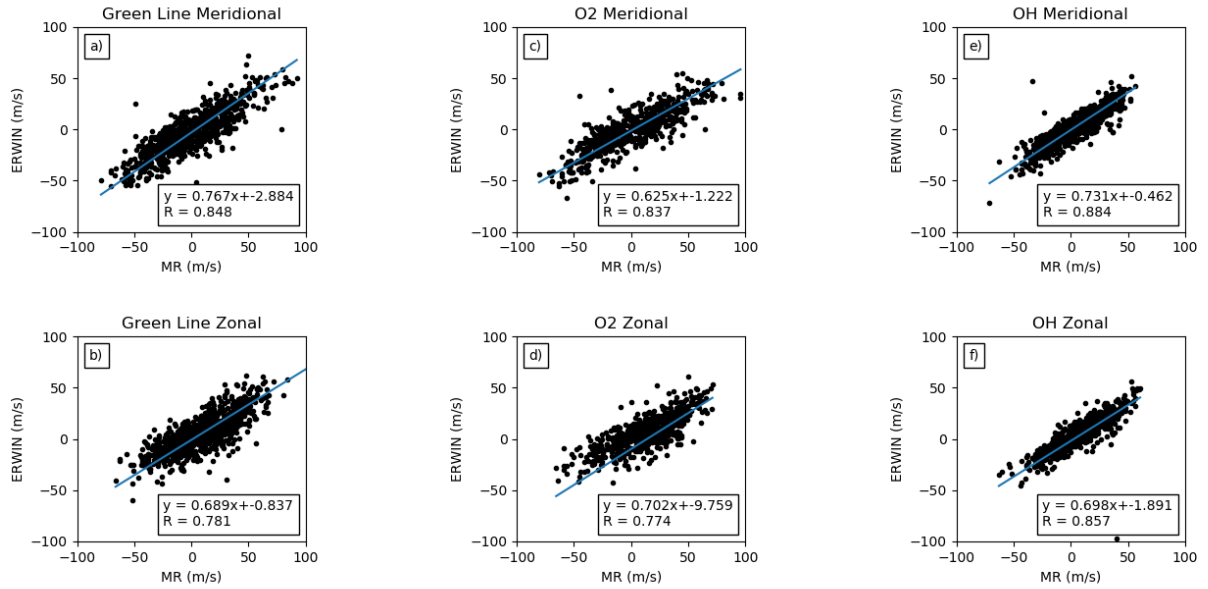 Green Line Meridional
100
50
0
−50
−100
ERWIN (m/s)
a)
y = 0.767x+-2.884
R = 0.848
−100 −50 0 50 100
MR (m/s)
O2 Meridional
100
50
0
−50
−100
ERWIN (m/s)
c)
y = 0.625x+-1.222
R = 0.837
−100 −50 0 50 100
MR (m/s)
OH Meridional
100
50
0
−50
−100
ERWIN (m/s)
e)
y = 0.731x+-0.462
R = 0.884
−100 −50 0 50 100
MR (m/s)
Green Line Zonal
100
50
0
−50
−100
ERWIN (m/s)
b)
y = 0.689x+-0.837
R = 0.781
−100 −50 0 50 100
MR (m/s)
O2 Zonal
100
50
0
−50
−100
ERWIN (m/s)
d)
y = 0.702x+-9.759
R = 0.774
−100 −50 0 50 100
MR (m/s)
OH Zonal
100
50
0
−50
−100
ERWIN (m/s)
f)
y = 0.698x+-1.891
R = 0.857
−100 −50 0 50 100
MR (m/s)